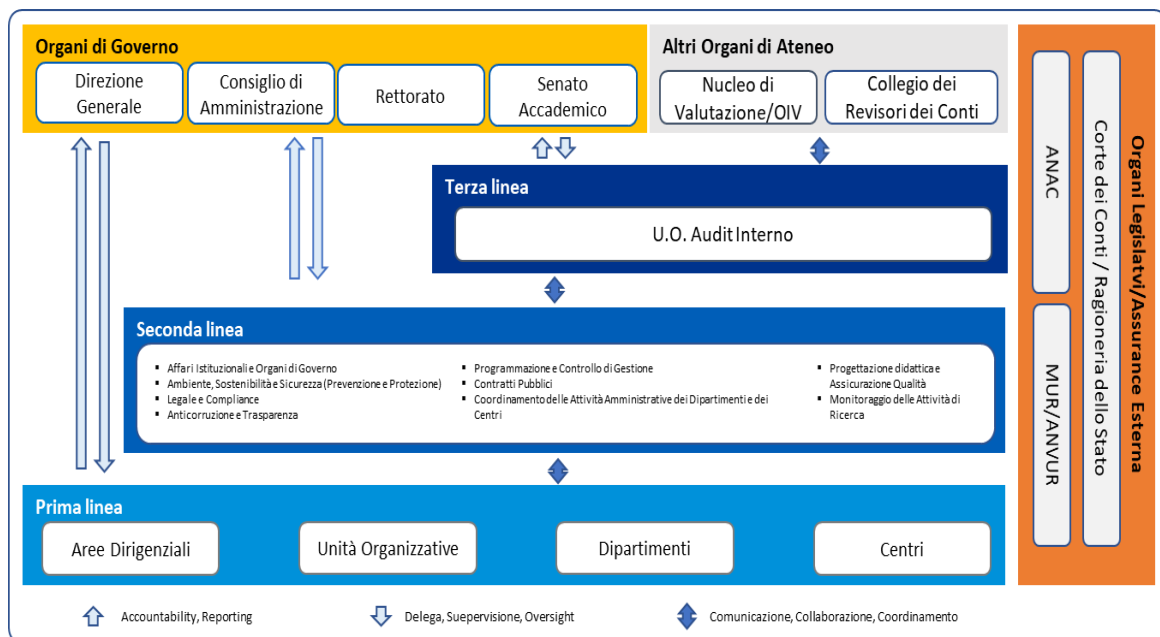 Organi di Governo
Direzione
Generale
Consiglio di
Amministrazione
Rettorato
Senato
Accademico
Altri Organi di Ateneo
Nucleo di
Valutazione/OIV
Collegio dei
Revisori dei Conti
Terza linea
U.O. Audit Interno
Seconda linea
▪ Affari Istituzionali e Organi di Governo
▪ Ambiente, Sostenibilità e Sicurezza (Prevenzione e Protezione)
▪ Legale e Compliance
▪ Anticorruzione e Trasparenza
▪ Programmazione e Controllo di Gestione
▪ Contratti Pubblici
▪ Coordinamento delle Attività Amministrative dei Dipartimenti e dei
Centri
▪ Progettazione didattica e
Assicurazione Qualità
▪ Monitoraggio delle Attività di
Ricerca
Prima linea
Aree Dirigenziali
Unità Organizzative
Dipartimenti
Centri
Organi Legislatvi/Assurance Esterna
Corte dei Conti / Ragioneria dello Stato
ANAC
MUR/ANVUR
Accountability, Reporting
Delega, Suepervisione, Oversight
Comunicazione, Collaborazione, Coordinamento